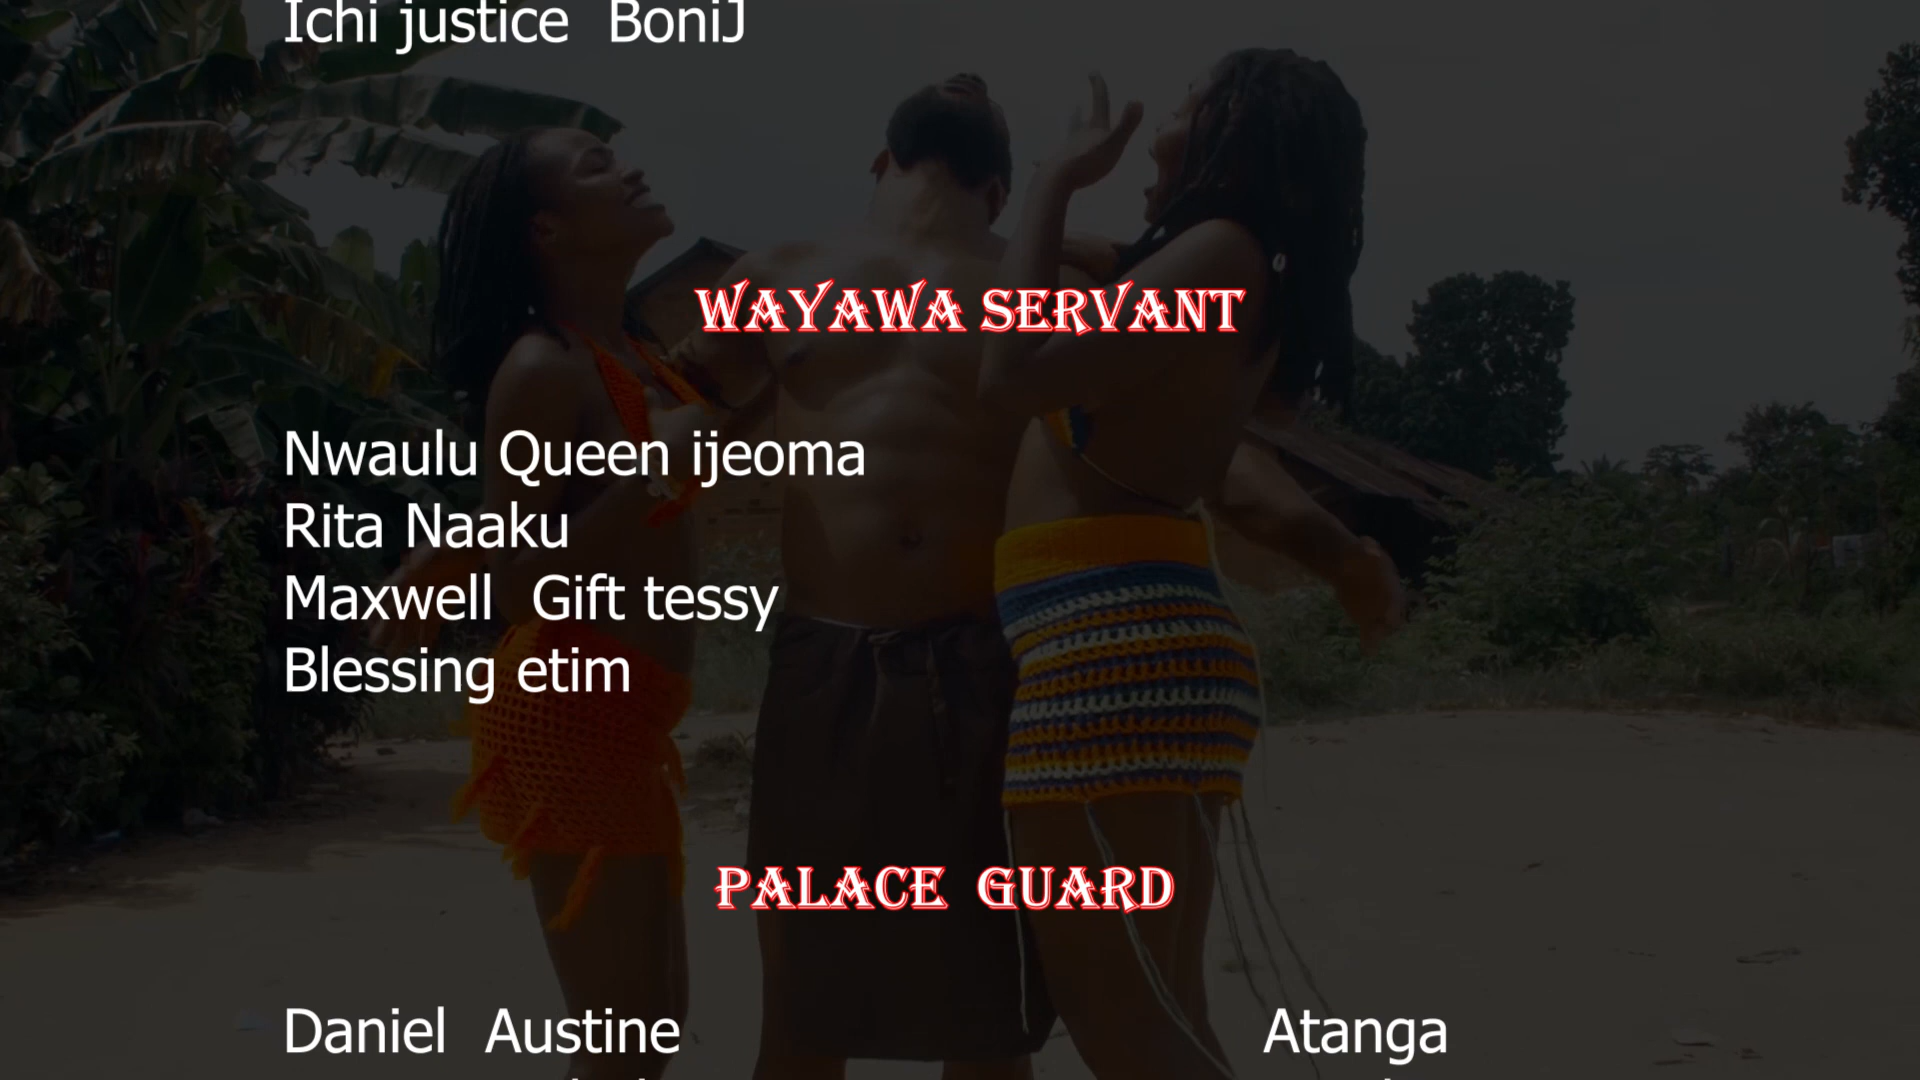 Ichi justice  BoniJ
WAYAWA SERVANT
Nwaulu Queen ijeoma
Rita Naaku
Maxwell  Gift tessy
Blessing etim
PALACE  GUARD
Daniel  Austine    Atanga